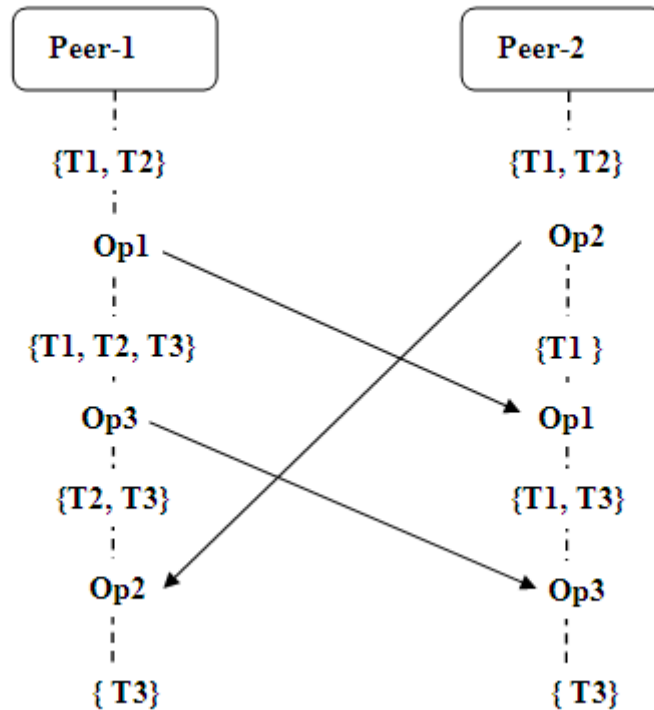 Peer-1 Peer-2
{T1, T2} {T1, T2}
Op1 Op2
{T1, T2, T3} {T1 }
Op3 Op1
{T2, T3} {T1, T3}
Op2 Op3
{ T3} { T3}